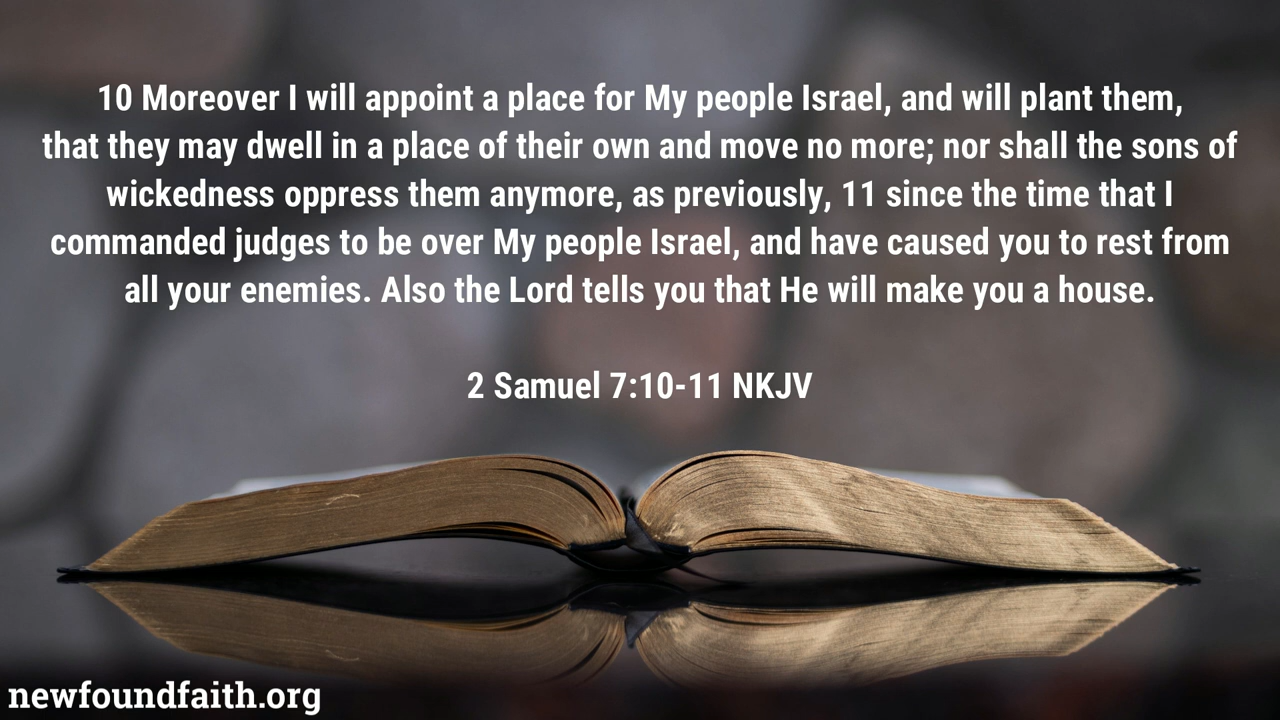 10 Moreover I will appoint a place for My people Israel, and will plant them,
that they may dwell in a place of their own and move no more; nor shall the sons of
wickedness oppress them anymore, as previously, 11 since the time that I
commanded judges to be over My people Israel, and have caused you to rest from
all your enemies. Also the Lord tells you that He will make you a house.
2 Samuel 7:10-11 NKJV
newfoundfaith.org